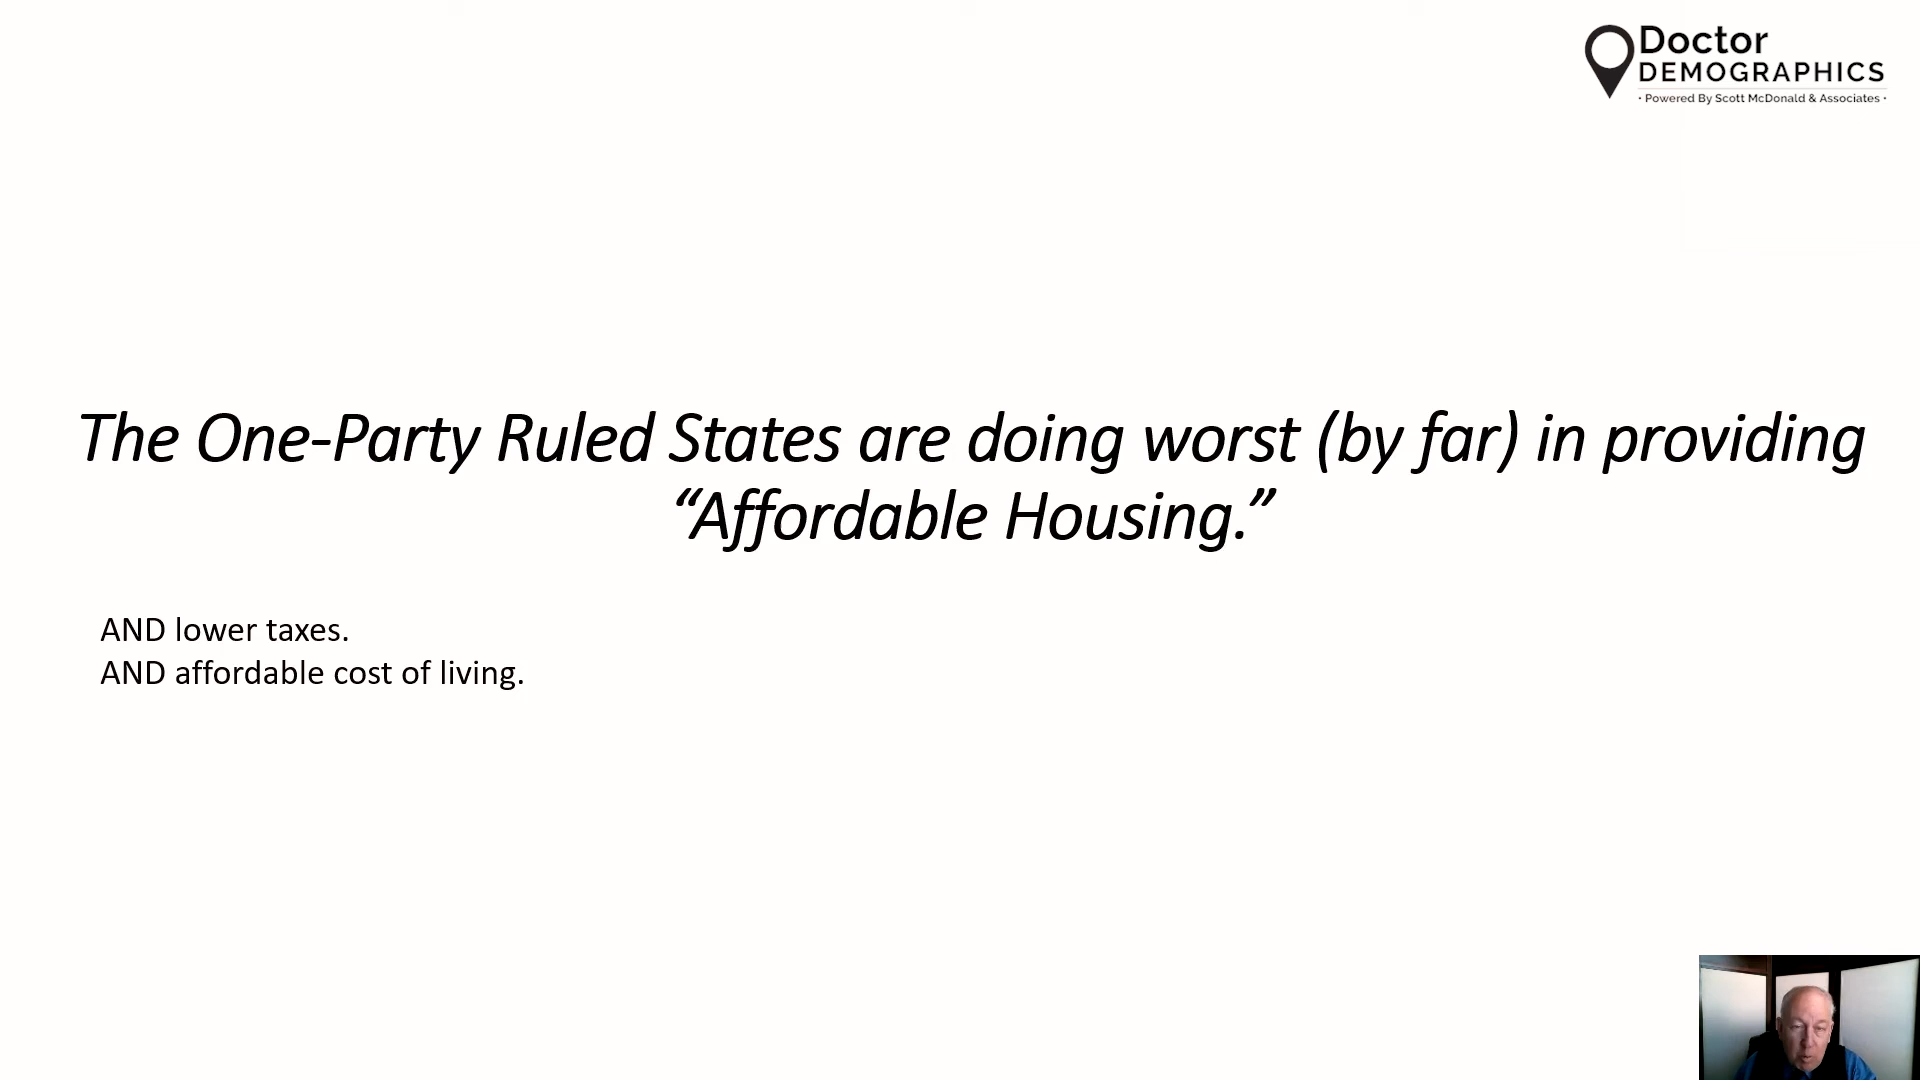 Doctor
DEMOGRAPHICS
· Powered By Scott McDonald & Associates ·
The One-Party Ruled States are doing worst (by far) in providing
“Affordable Housing.”
AND lower taxes.
AND affordable cost of living.